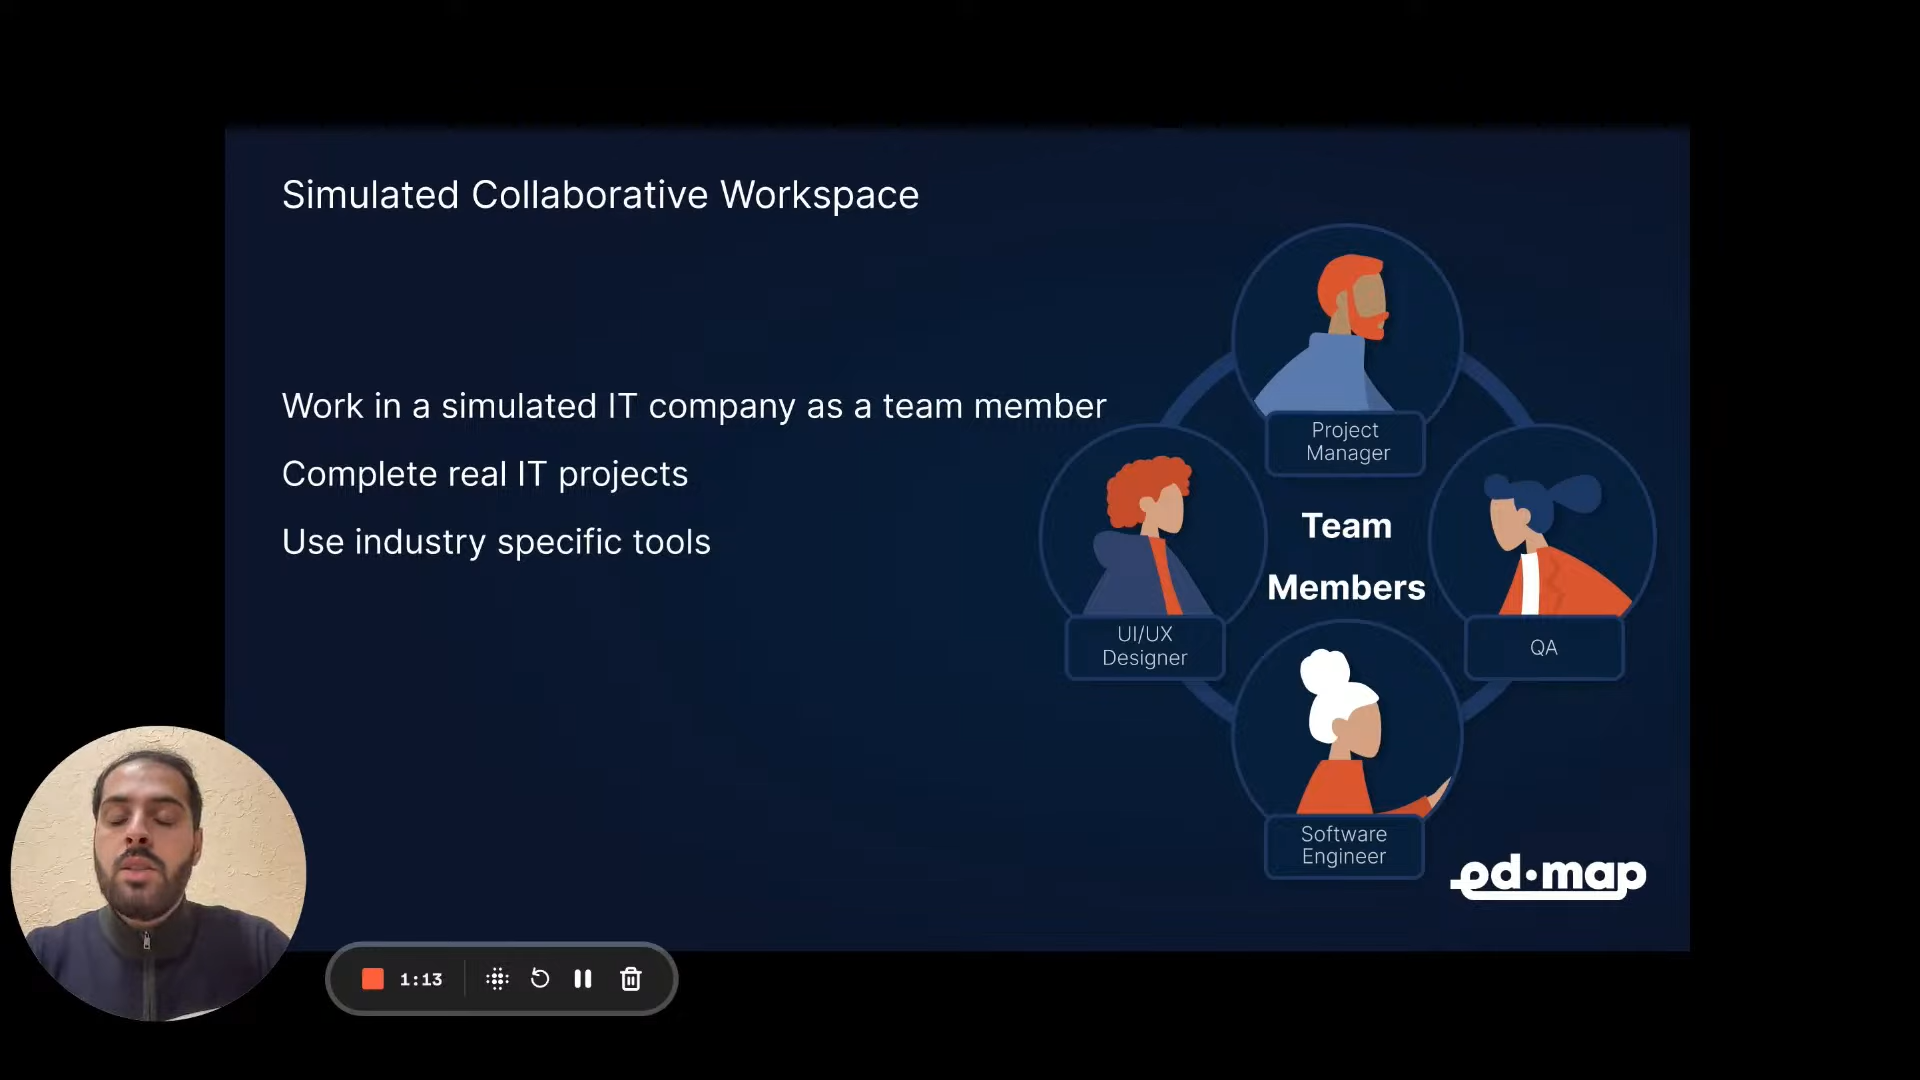 Simulated Collaborative Workspace
Work in a simulated IT company as a team member
Complete real IT projects
Use industry specific tools
Project
Manager
Team
Members
UI/UX
Designer
QA
Software
Engineer
ed·map
1:13